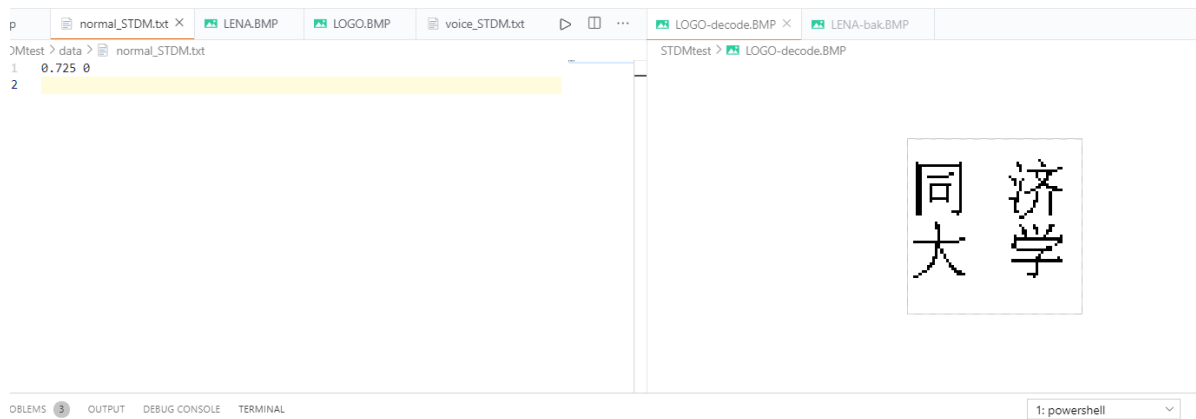 p normal_STDM.txt LENA.BMP LOGO.BMP voice_STDM.txt ··· LOGO-decode.BMP LENA-bak.BMP
DMtest > data > normal_STDM.txt STDMtest > LOGO-decode.BMP
1 0.725 0
2
同 济
大 学
OBLEMS 3 OUTPUT DEBUG CONSOLE TERMINAL 1: powershell